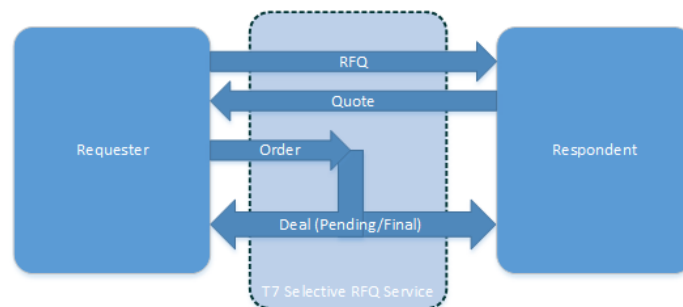 RFQ
Quote
Requester
Order
Respondent
Deal (Pending/Final)
T7 Selective RFQ Service